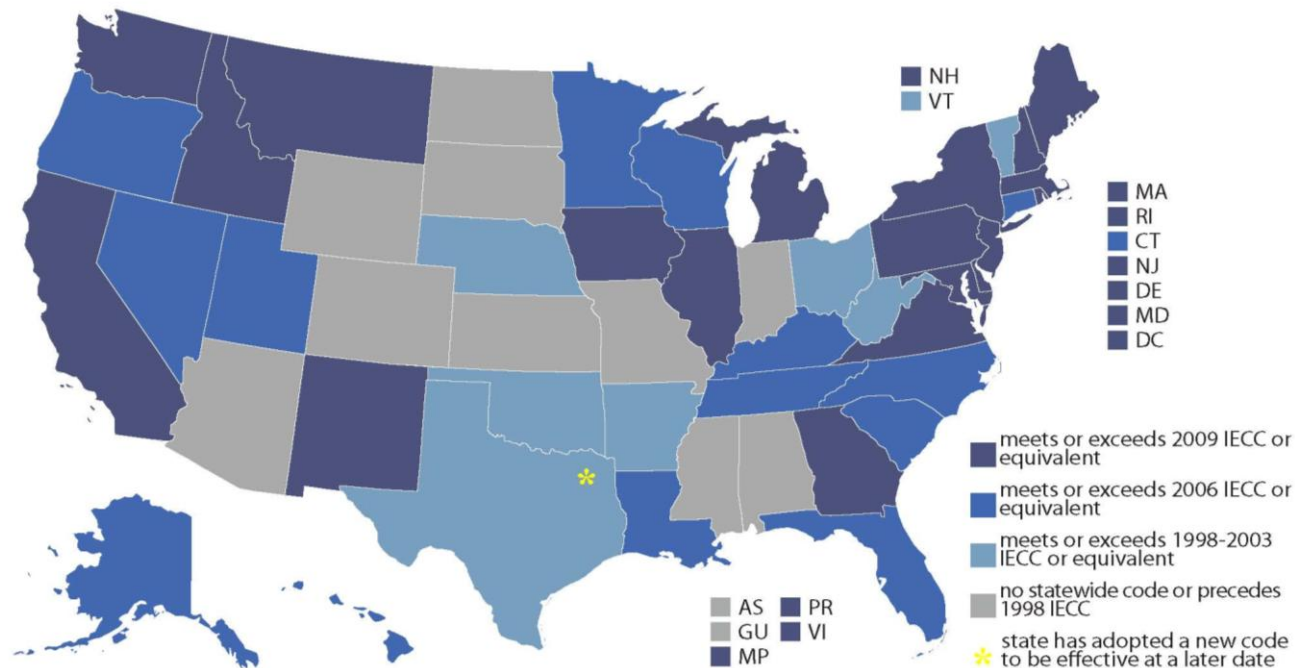 NH
VT
MA
RI
CT
NJ
DE
MD
DC
meets or exceeds 2009 IECC or
equivalent
meets or exceeds 2006 IECC or
equivalent
meets or exceeds 1998-2003
IECC or equivalent
no statewide code or precedes
1998 IECC
* state has adopted a new code
to be effective at a later date
AS
GU
MP
PR
VI
*